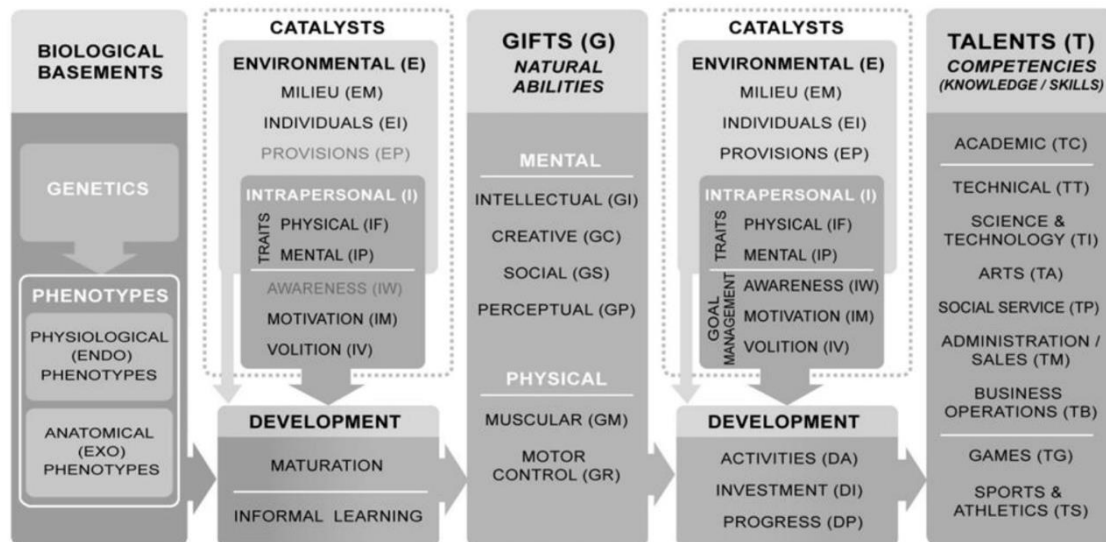 BIOLOGICAL
BASEMENTS
GENETICS
PHENOTYPES
PHYSIOLOGICAL
(ENDO)
PHENOTYPES
ANATOMICAL
(EXO)
PHENOTYPES
CATALYSTS
ENVIRONMENTAL (E)
MILIEU (EM)
INDIVIDUALS (EI)
PROVISIONS (EP)
INTRAPERSONAL (I)
TRAITS
PHYSICAL (IF)
MENTAL (IP)
AWARENESS (IW)
MOTIVATION (IM)
VOLITION (IV)
DEVELOPMENT
MATURATION
INFORMAL LEARNING
GIFTS (G)
NATURAL
ABILITIES
MENTAL
INTELLECTUAL (GI)
CREATIVE (GC)
SOCIAL (GS)
PERCEPTUAL (GP)
PHYSICAL
MUSCULAR (GM)
MOTOR
CONTROL (GR)
CATALYSTS
ENVIRONMENTAL (E)
MILIEU (EM)
INDIVIDUALS (EI)
PROVISIONS (EP)
INTRAPERSONAL (I)
TRAITS
PHYSICAL (IF)
MENTAL (IP)
GOAL
MANAGEMENT
AWARENESS (IW)
MOTIVATION (IM)
VOLITION (IV)
DEVELOPMENT
ACTIVITIES (DA)
INVESTMENT (DI)
PROGRESS (DP)
TALENTS (T)
COMPETENCIES
(KNOWLEDGE / SKILLS)
ACADEMIC (TC)
TECHNICAL (TT)
SCIENCE &
TECHNOLOGY (TI)
ARTS (TA)
SOCIAL SERVICE (TP)
ADMINISTRATION /
SALES (TM)
BUSINESS
OPERATIONS (TB)
GAMES (TG)
SPORTS &
ATHLETICS (TS)